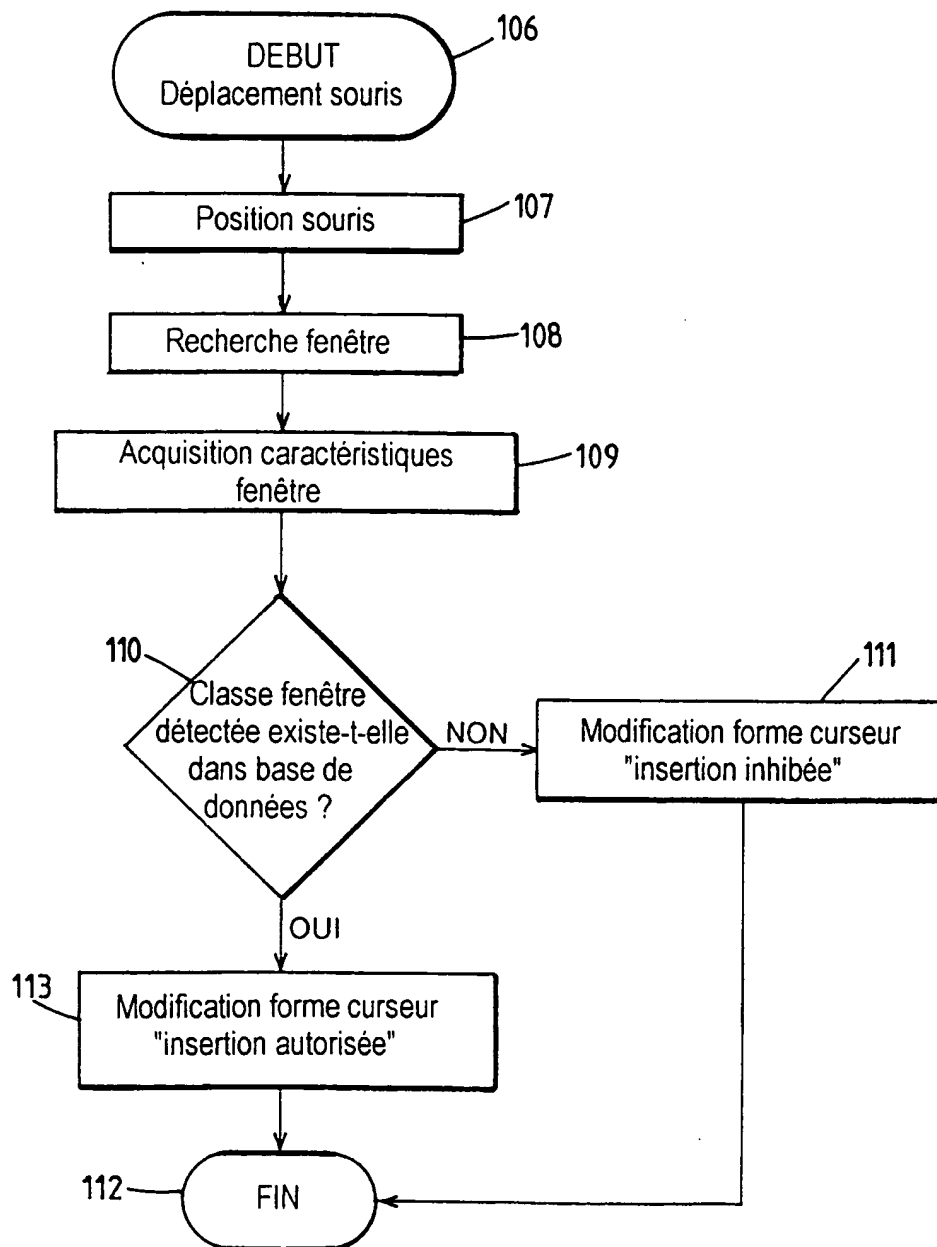 DÉBUT
Déplacement souris
106
Position souris
107
Recherche fenêtre
108
Acquisition caractéristiques
fenêtre
109
110
Classe fenêtre
détectée existe-t-elle
dans base de
données ?
NON
111
Modification forme curseur
"insertion inhibée"
OUI
113
Modification forme curseur
"insertion autorisée"
112
FIN